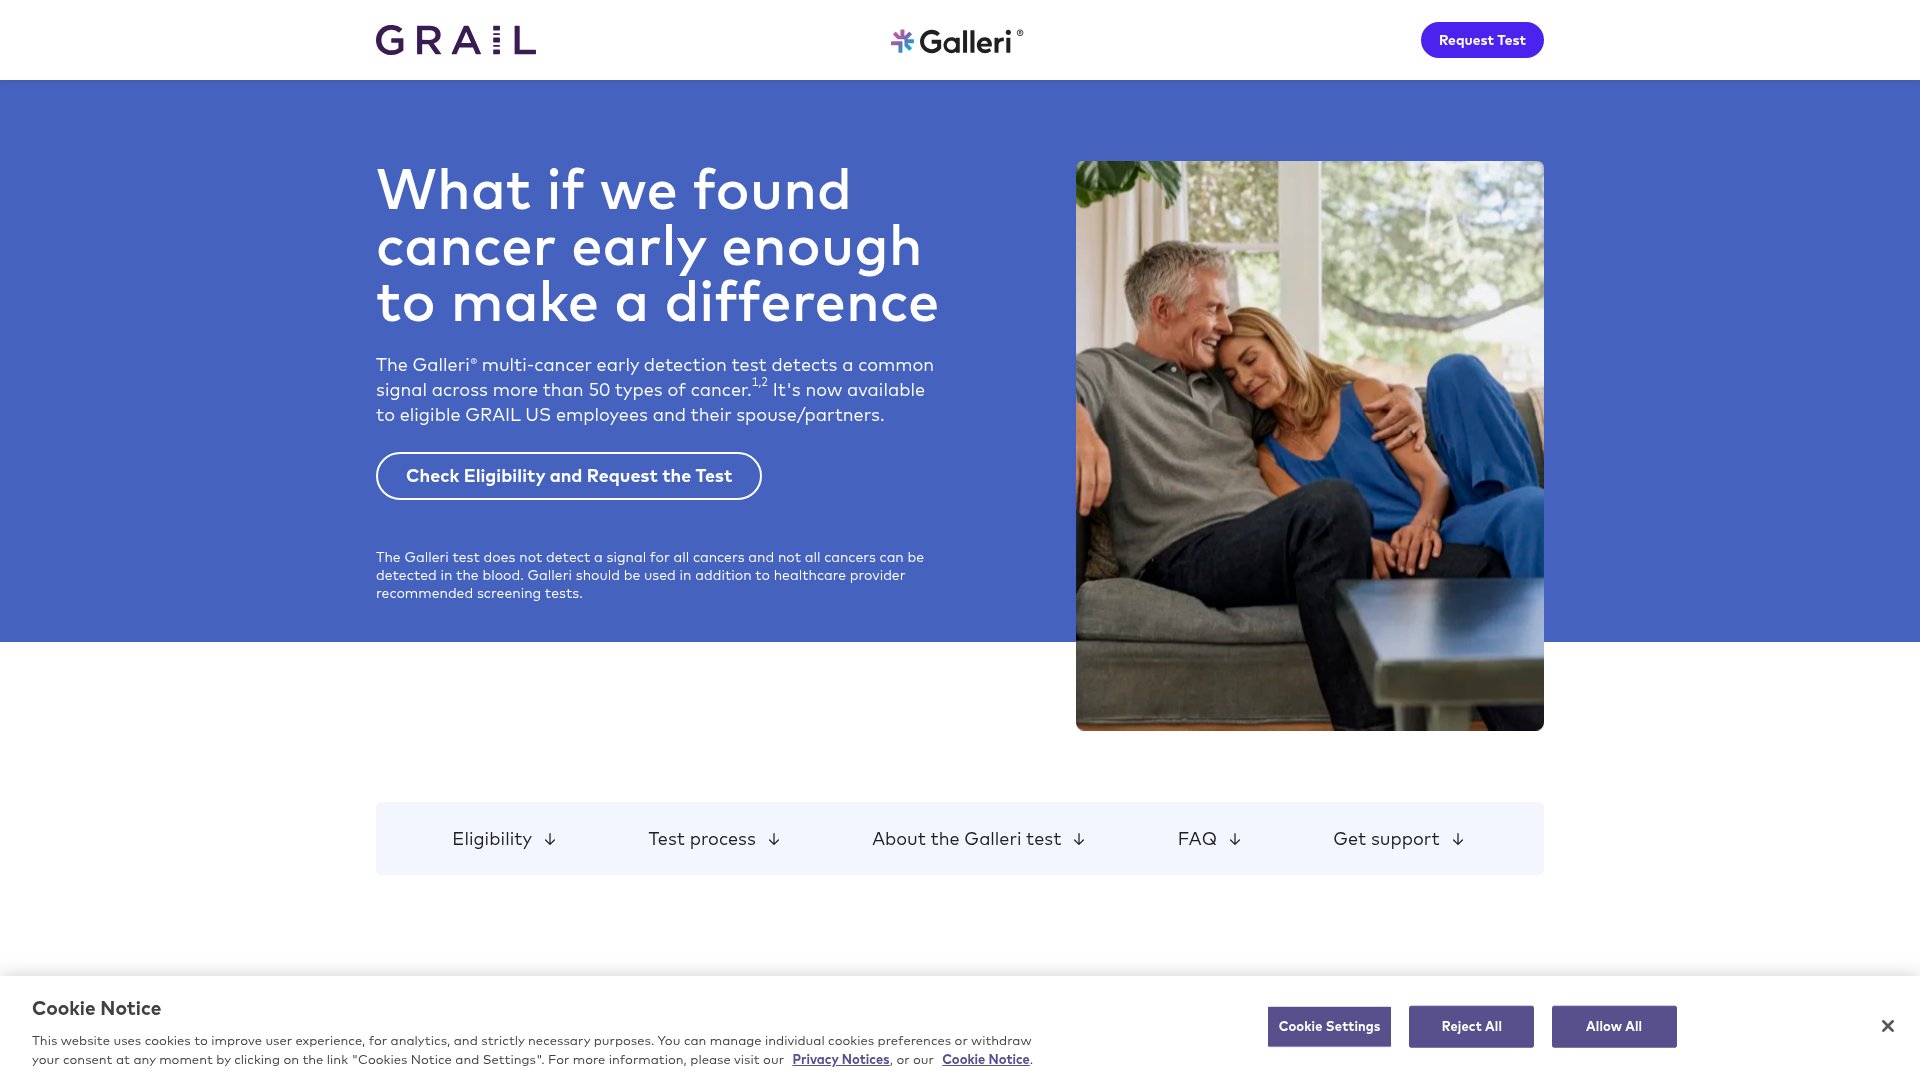 GRAIL
Galleri ®
Request Test
What if we found
cancer early enough
to make a difference
The Galleri® multi-cancer early detection test detects a common
signal across more than 50 types of cancer.1,2 It's now available
to eligible GRAIL US employees and their spouse/partners.
Check Eligibility and Request the Test
The Galleri test does not detect a signal for all cancers and not all cancers can be
detected in the blood. Galleri should be used in addition to healthcare provider
recommended screening tests.
Eligibility ↓ Test process ↓ About the Galleri test ↓ FAQ ↓ Get support ↓
Cookie Notice
This website uses cookies to improve user experience, for analytics, and strictly necessary purposes. You can manage individual cookies preferences or withdraw
your consent at any moment by clicking on the link "Cookies Notice and Settings". For more information, please visit our Privacy Notices, or our Cookie Notice.
Cookie Settings Reject All Allow All